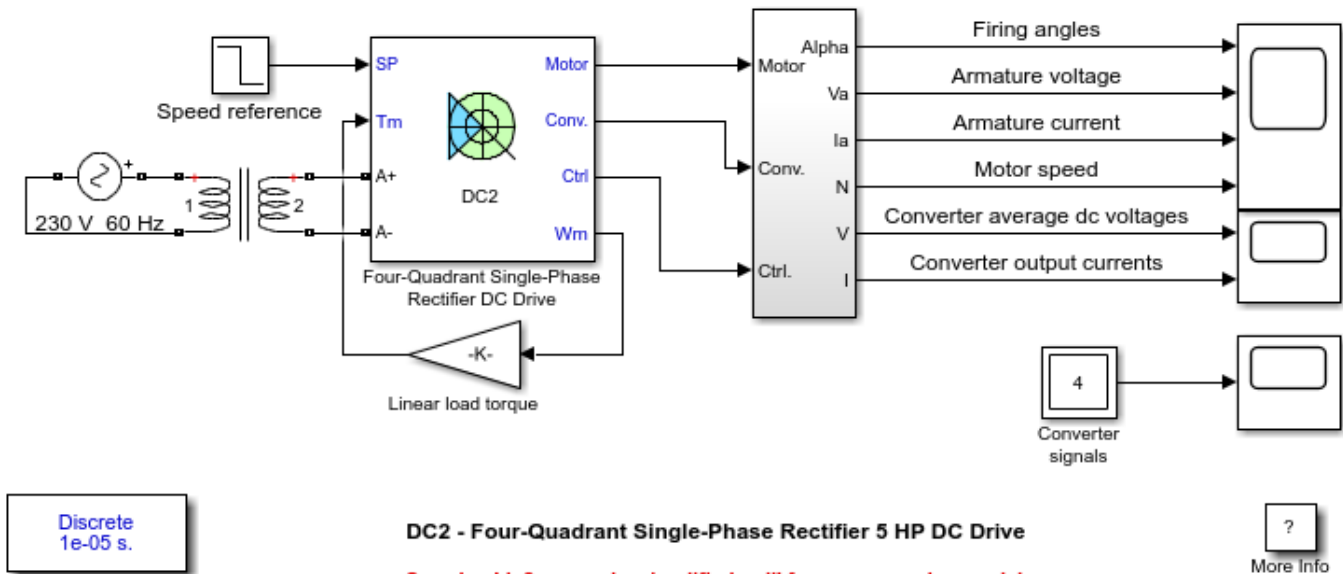 Firing angles
Alpha
SP
Motor
Motor
Armature voltage
Va
Speed reference
Tm
Conv.
Armature current
Ia
+
1
2
A+
DC2
Ctrl
Conv.
Motor speed
N
230 V 60 Hz
A-
Wm
Converter average dc voltages
V
Four-Quadrant Single-Phase
Rectifier DC Drive
Ctrl.
Converter output currents
I
-K-
Linear load torque
4
Converter
signals
Discrete
1e-05 s.
DC2 - Four-Quadrant Single-Phase Rectifier 5 HP DC Drive
?
More Info